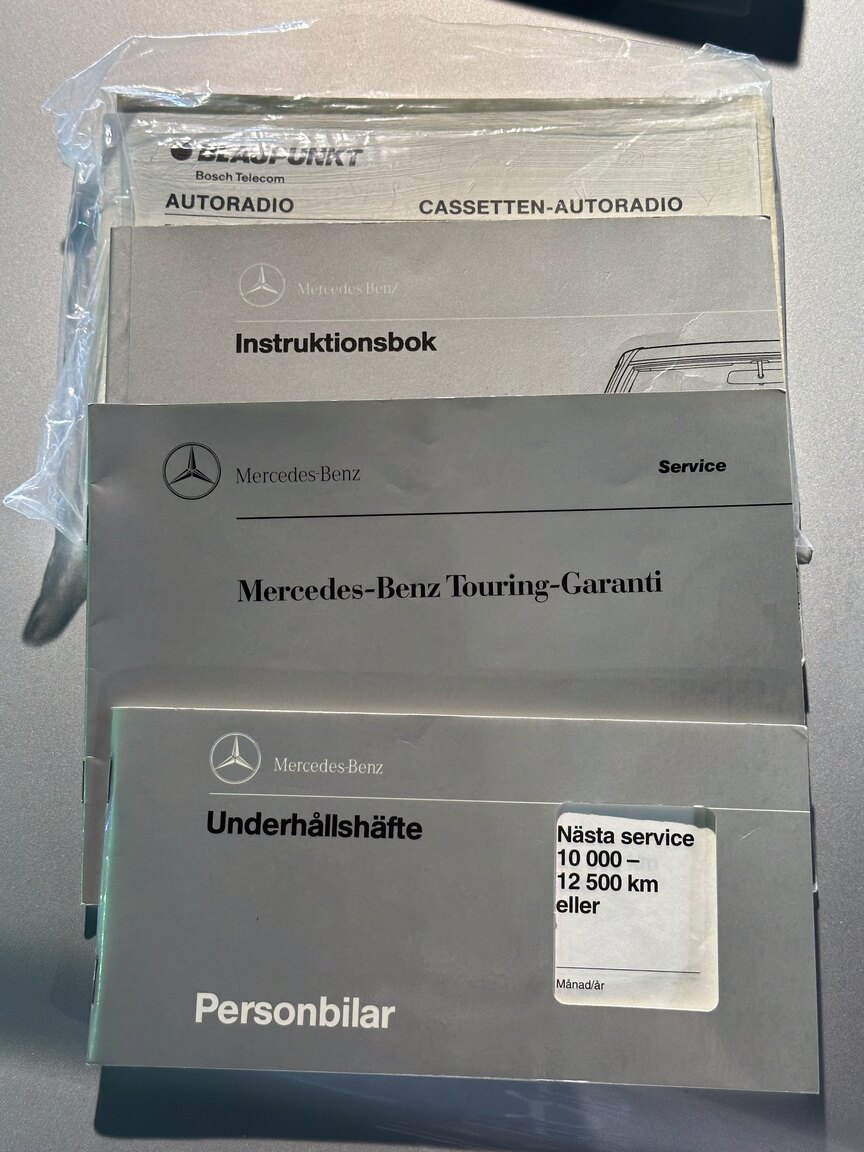 BLAUPUNKT
Bosch Telecom
AUTORADIO
CASSETTEN-AUTORADIO
Mercedes-Benz
Instruktionsbok
Mercedes-Benz
Service
Mercedes-Benz Touring-Garanti
Mercedes-Benz
Underhållshäfte
Nästa service
10 000 –
12 500 km
eller
Månad/år
Personbilar